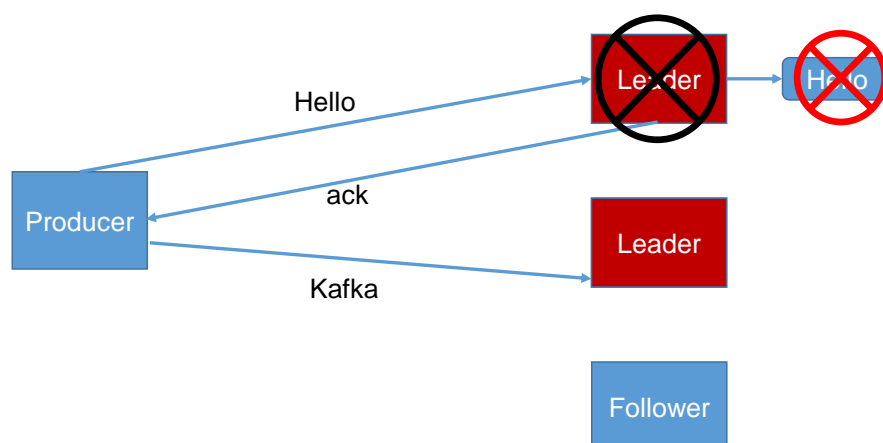 Leader
Hello
Hello
ack
Producer
Leader
Kafka
Follower